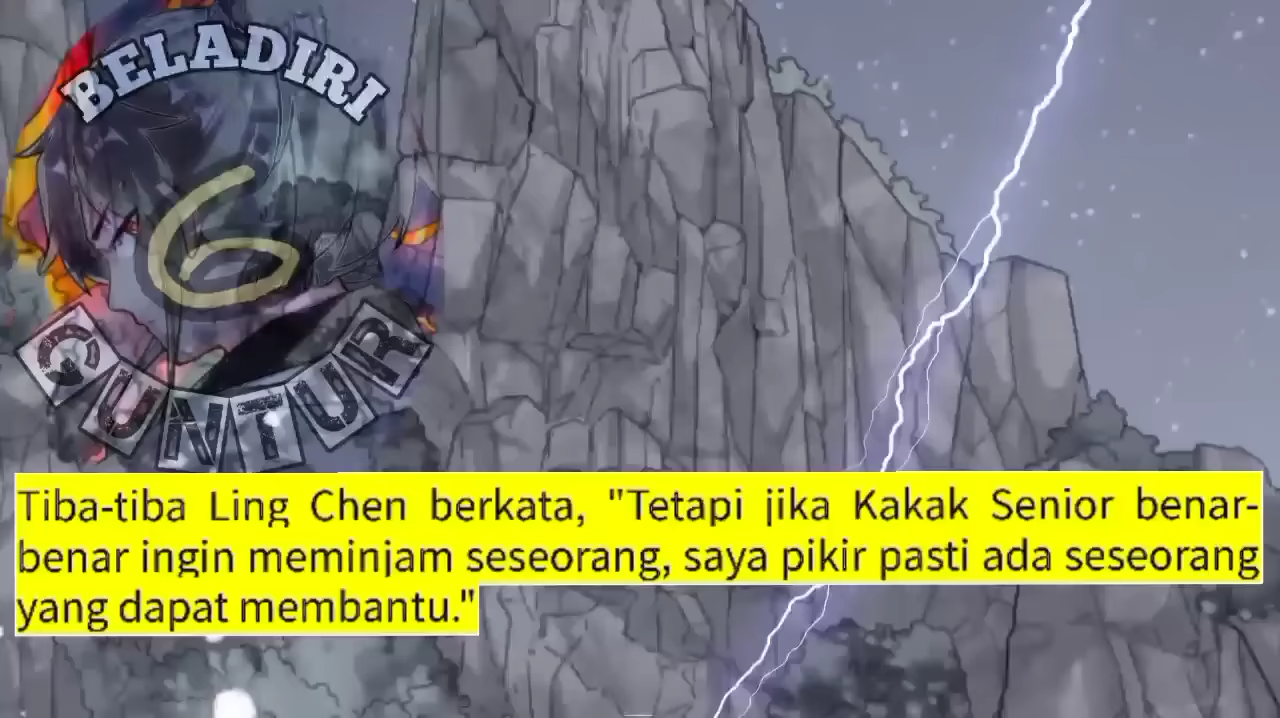 BELADIRI
6
GUNTUR
Tiba-tiba Ling Chen berkata, "Tetapi jika Kakak Senior benar-
benar ingin meminjam seseorang, saya pikir pasti ada seseorang
yang dapat membantu."